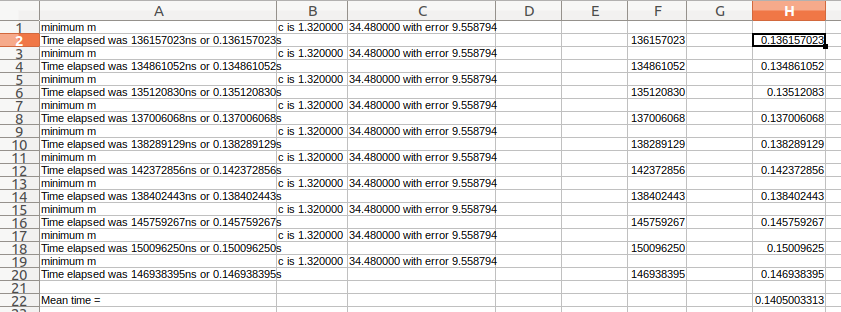 A B C D E F G H
1 minimum m c is 1.320000 34.480000 with error 9.558794
2 Time elapsed was 136157023ns or 0.136157023s 136157023 0.136157023
3 minimum m c is 1.320000 34.480000 with error 9.558794
4 Time elapsed was 134861052ns or 0.134861052s 134861052 0.134861052
5 minimum m c is 1.320000 34.480000 with error 9.558794
6 Time elapsed was 135120830ns or 0.135120830s 135120830 0.13512083
7 minimum m c is 1.320000 34.480000 with error 9.558794
8 Time elapsed was 137006068ns or 0.137006068s 137006068 0.137006068
9 minimum m c is 1.320000 34.480000 with error 9.558794
10 Time elapsed was 138289129ns or 0.138289129s 138289129 0.138289129
11 minimum m c is 1.320000 34.480000 with error 9.558794
12 Time elapsed was 142372856ns or 0.142372856s 142372856 0.142372856
13 minimum m c is 1.320000 34.480000 with error 9.558794
14 Time elapsed was 138402443ns or 0.138402443s 138402443 0.138402443
15 minimum m c is 1.320000 34.480000 with error 9.558794
16 Time elapsed was 145759267ns or 0.145759267s 145759267 0.145759267
17 minimum m c is 1.320000 34.480000 with error 9.558794
18 Time elapsed was 150096250ns or 0.150096250s 150096250 0.15009625
19 minimum m c is 1.320000 34.480000 with error 9.558794
20 Time elapsed was 146938395ns or 0.146938395s 146938395 0.146938395
21
22 Mean time = 0.1405003313